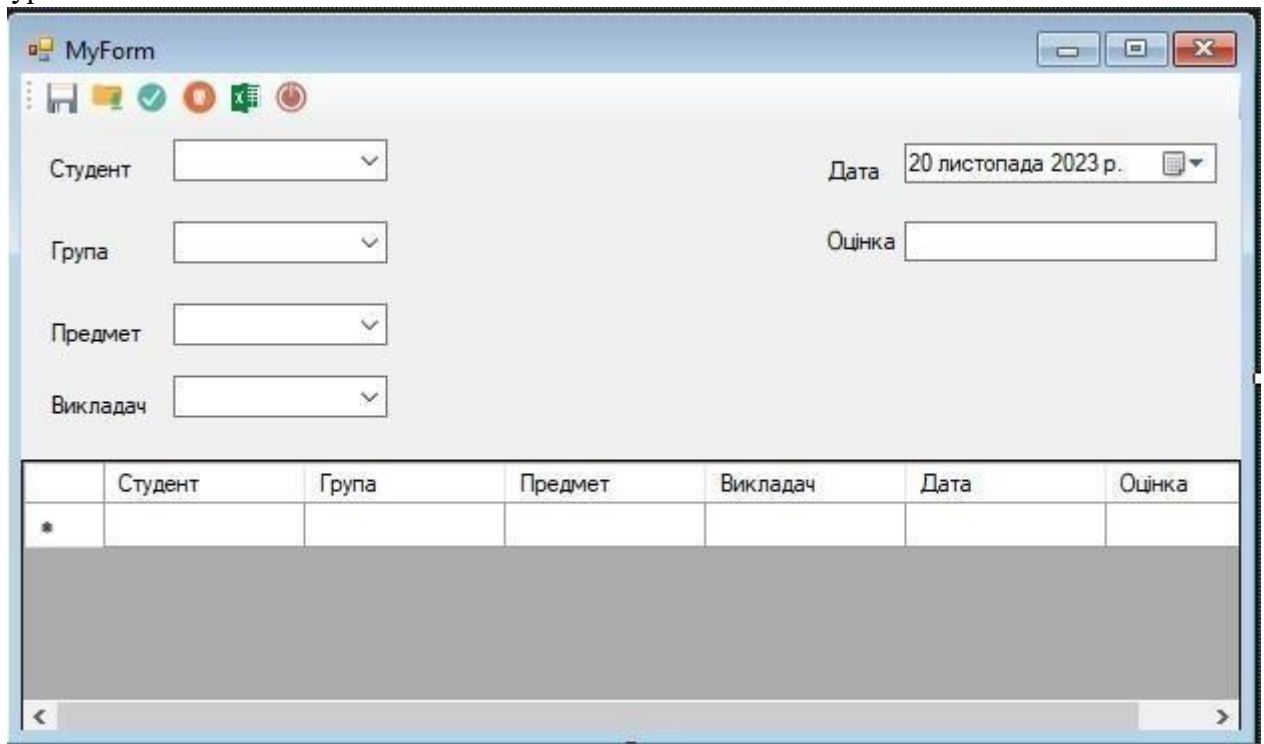 MyForm
Студент
Дата 20 листопада 2023 р.
Група
Оцінка
Предмет
Викладач
Студент Група Предмет Викладач Дата Оцінка